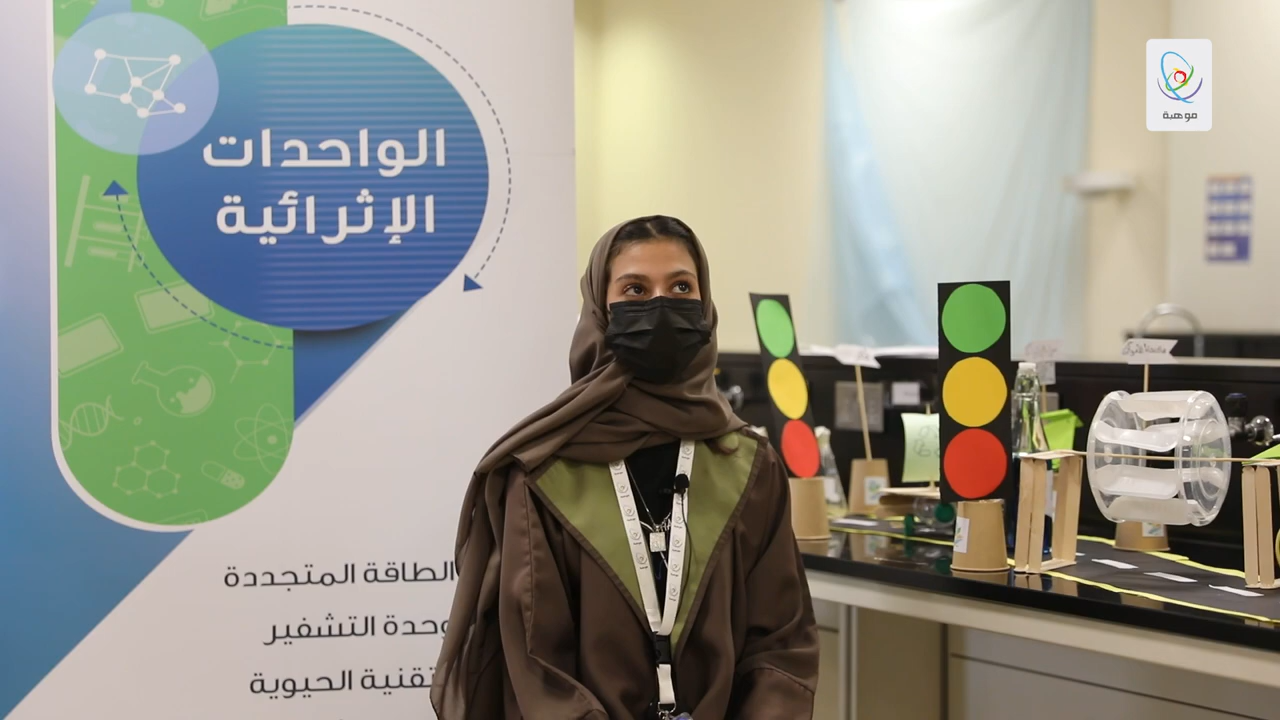 الواحدات
الإثرائية
الطاقة المتجددة
وحدة التشفير
تقنية الحيوية
موهبة